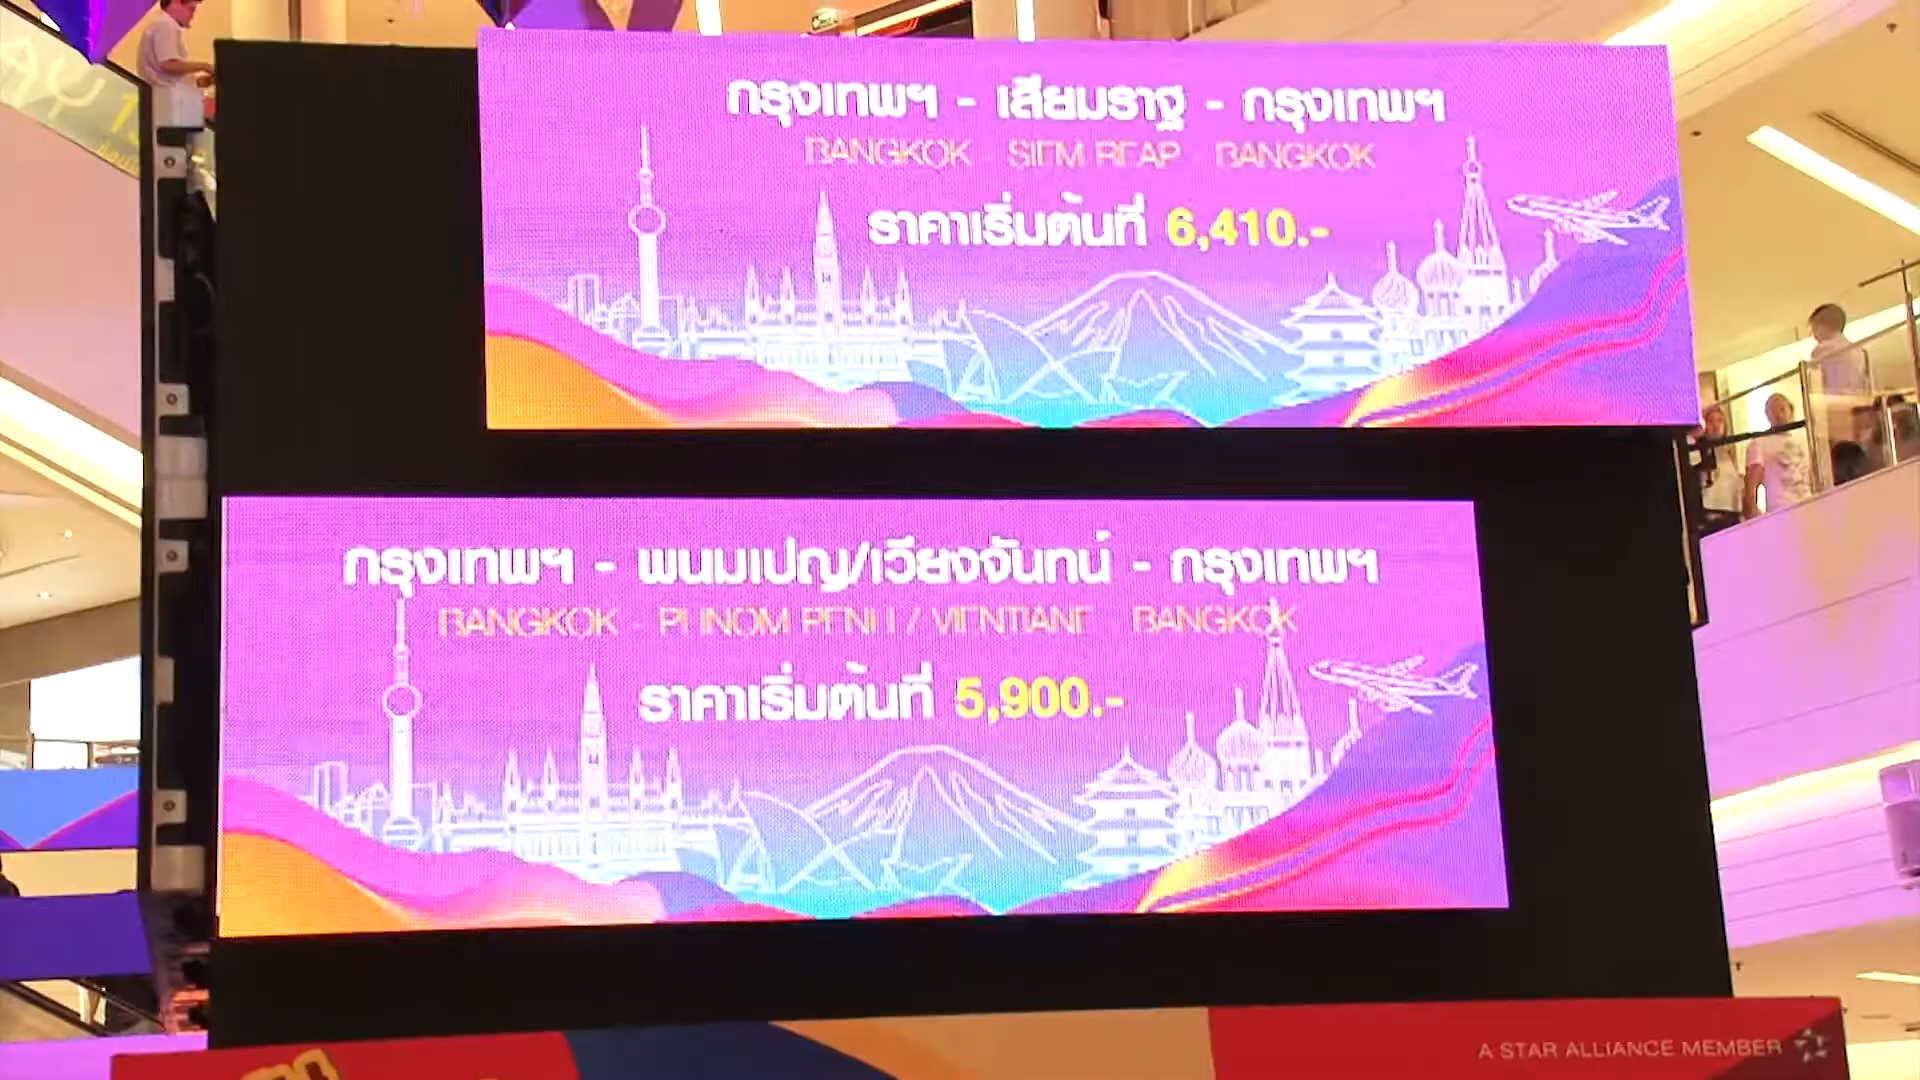 กรุงเทพฯ - เสียมราฐ - กรุงเทพฯ
BANGKOK - SIEM REAP - BANGKOK
ราคาเริ่มต้นที่ 6,410.-
กรุงเทพฯ - พนมเปญ/เวียงจันทน์ - กรุงเทพฯ
BANGKOK - PHNOM PENH / VIENTIANE - BANGKOK
ราคาเริ่มต้นที่ 5,900.-
A STAR ALLIANCE MEMBER